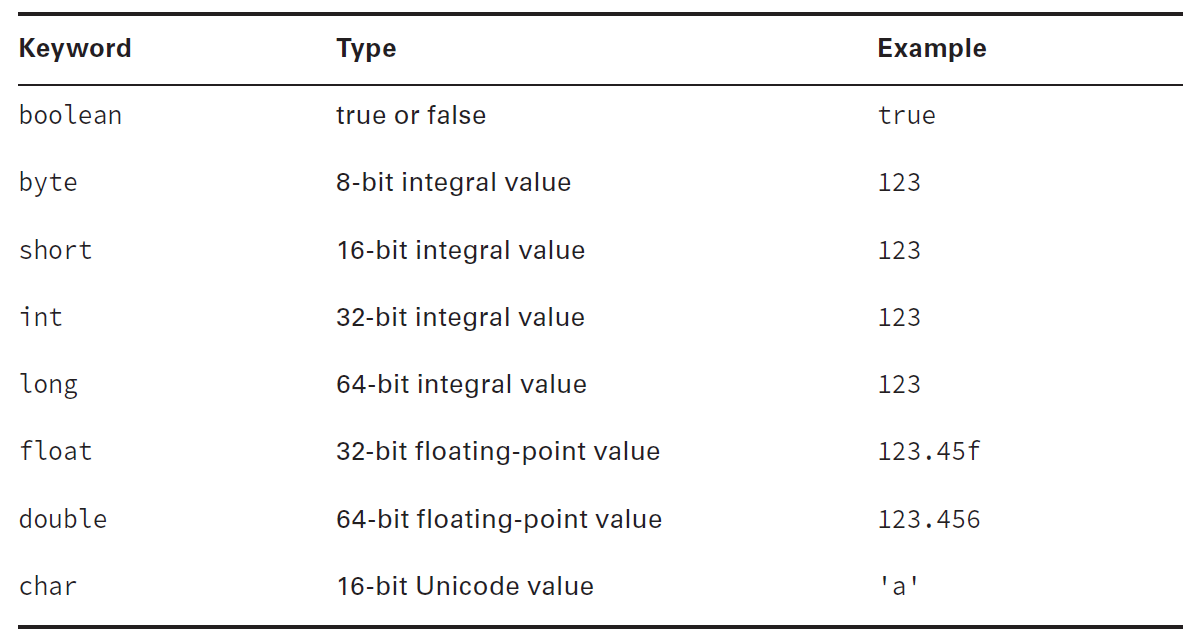 Keyword Type Example
boolean true or false true
byte 8-bit integral value 123
short 16-bit integral value 123
int 32-bit integral value 123
long 64-bit integral value 123
float 32-bit floating-point value 123.45f
double 64-bit floating-point value 123.456
char 16-bit Unicode value 'a'